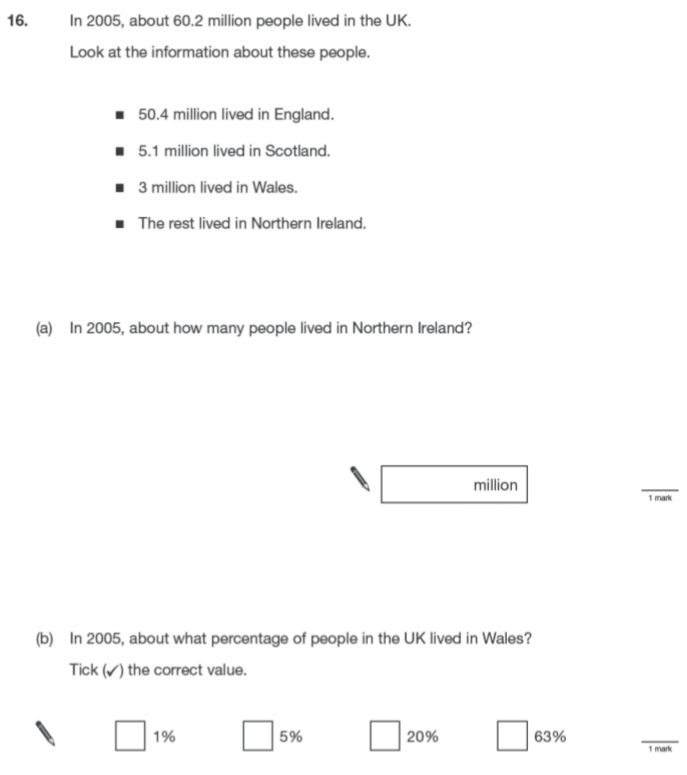 16. In 2005, about 60.2 million people lived in the UK.
Look at the information about these people.
■ 50.4 million lived in England.
■ 5.1 million lived in Scotland.
■ 3 million lived in Wales.
■ The rest lived in Northern Ireland.
(a) In 2005, about how many people lived in Northern Ireland?
million
1 mark
(b) In 2005, about what percentage of people in the UK lived in Wales?
Tick (✓) the correct value.
1% 5% 20% 63%
1 mark